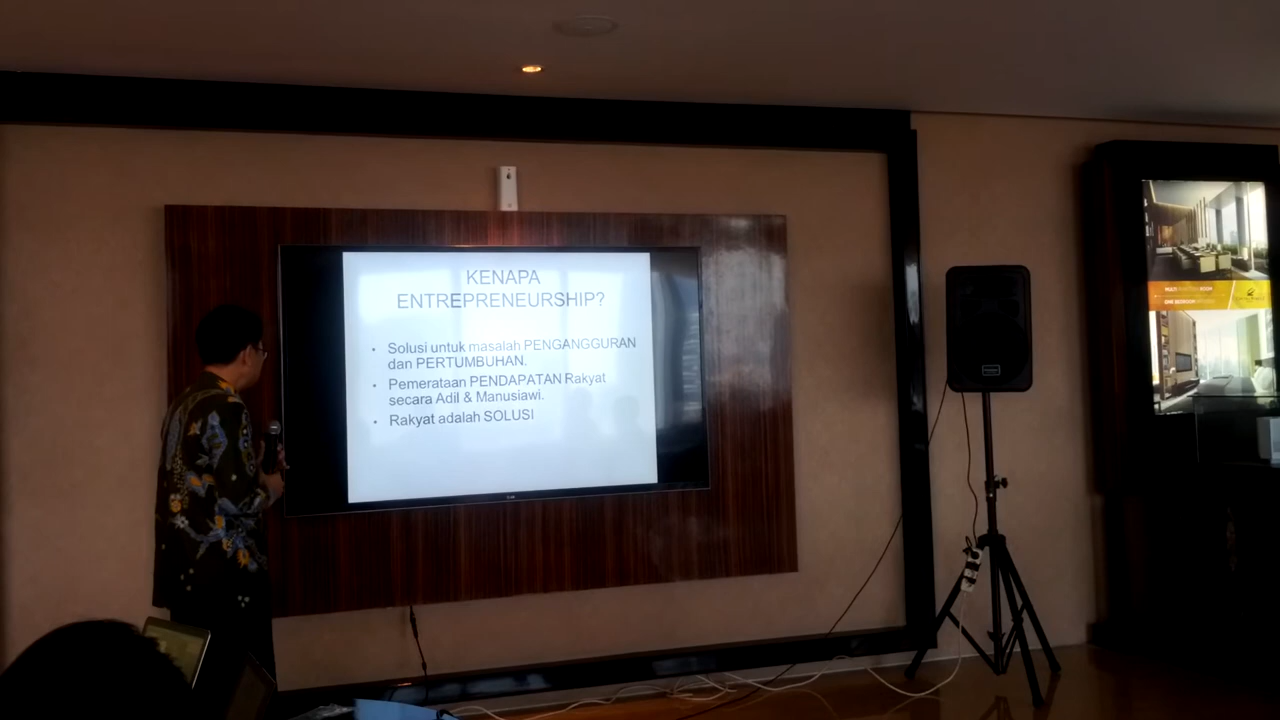 KENAPA
ENTREPRENEURSHIP?
• Solusi untuk masalah PENGANGGURAN
dan PERTUMBUHAN.
• Pemerataan PENDAPATAN Rakyat
secara Adil & Manusiawi.
• Rakyat adalah SOLUSI